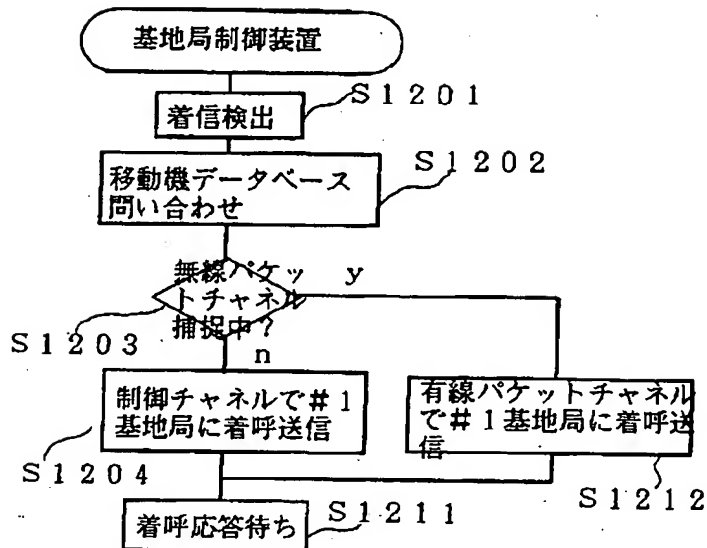 基地局制御装置
着信検出
S1201
移動機データベース
問い合わせ
S1202
無線パケッ
トチャネル
捕捉中？
y
n
S1203
制御チャネルで＃１
基地局に着呼送信
S1204
有線パケットチャネル
で＃１基地局に着呼送
信
S1212
着呼応答待ち
S1211